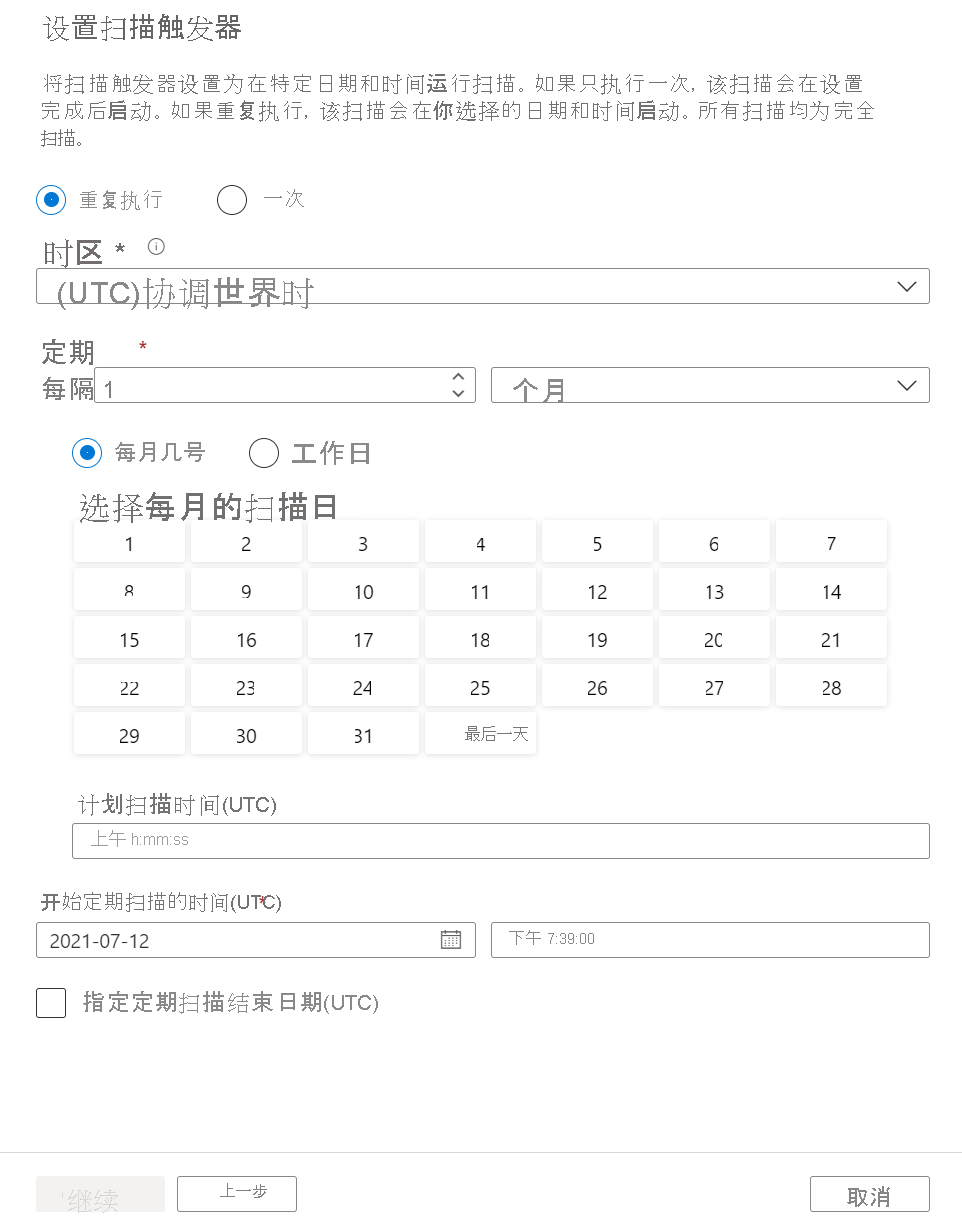 设置扫描触发器
将扫描触发器设置为在特定日期和时间运行扫描。如果只执行一次, 该扫描会在设置
完成后启动。如果重复执行, 该扫描会在你选择的日期和时间启动。所有扫描均为完全
扫描。
重复执行 一次
时区 *
(UTC)协调世界时
定期 *
每隔 1 个月
每月几号 工作日
选择每月的扫描日
1 2 3 4 5 6 7
8 9 10 11 12 13 14
15 16 17 18 19 20 21
22 23 24 25 26 27 28
29 30 31 最后一天
计划扫描时间(UTC)
上午 h:mm:ss
开始定期扫描的时间(UTC) *
2021-07-12 下午 7:39:00
指定定期扫描结束日期(UTC)
继续 上一步 取消